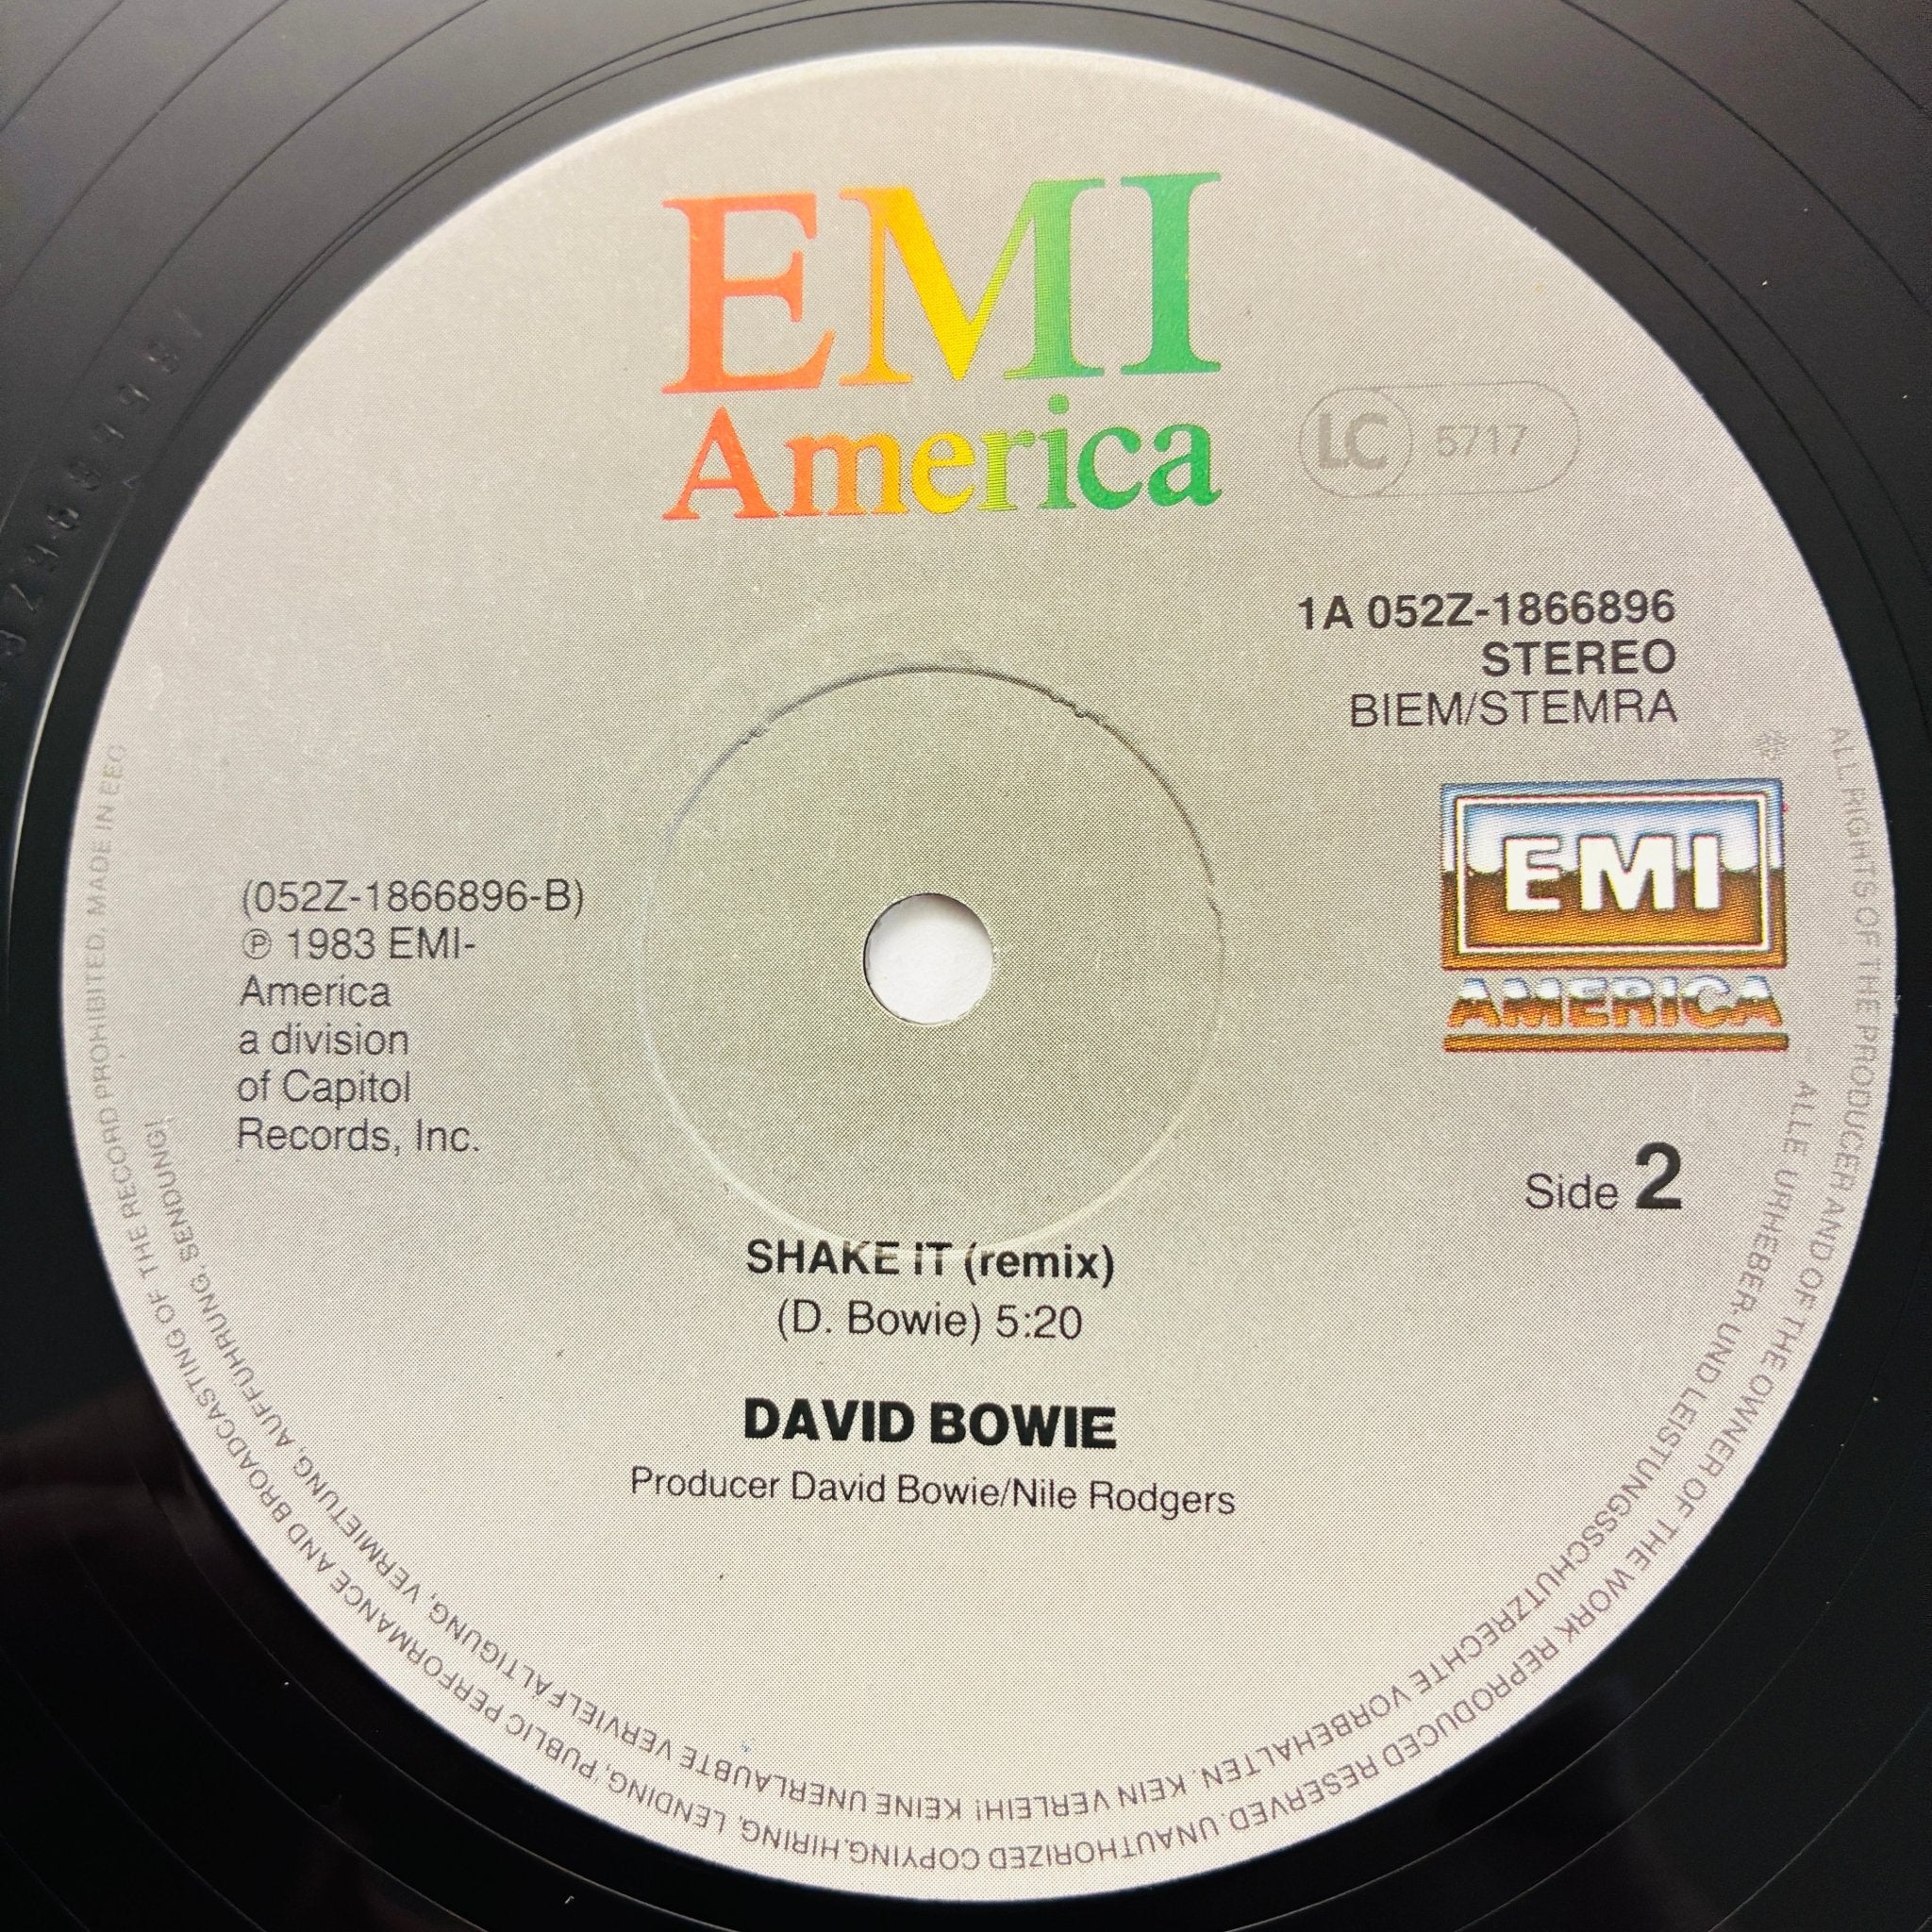 EMI
America
LC 5717
1A 052Z-1866896
STEREO
BIEM/STEMRA
EMI
AMERICA
(052Z-1866896-B)
℗ 1983 EMI-
America
a division
of Capitol
Records, Inc.
Side 2
SHAKE IT (remix)
(D. Bowie) 5:20
DAVID BOWIE
Producer David Bowie/Nile Rodgers
ALL RIGHTS OF THE PRODUCER AND OF THE OWNER OF THE WORK REPRODUCED RESERVED. UNAUTHORIZED COPYING, HIRING, LENDING, PUBLIC PERFORMANCE AND BROADCASTING OF THE RECORD PROHIBITED. MADE IN EEC
ALLE URHEBER- UND LEISTUNGSSCHUTZRECHTE VORBEHALTEN. KEIN VERLEIH! KEINE UNERLAUBTE VERVIELFÄLTIGUNG, VERMIETUNG, AUFFÜHRUNG, SENDUNG!